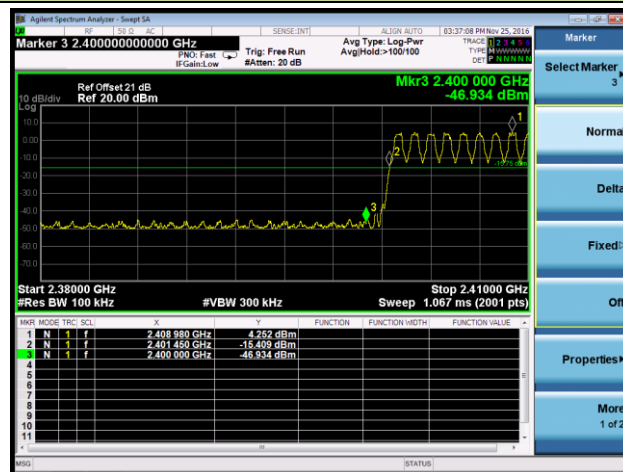 Agilent Spectrum Analyzer - Swept SA
RF 50 Ω AC SENSE:INT ALIGN AUTO 03:37:08 PM Nov 25, 2016
Marker 3 2.400000000000 GHz
PNO: Fast
IFGain:Low
Trig: Free Run
#Atten: 20 dB
Avg Type: Log-Pwr
Avg|Hold:>100/100
TRACE 1 2 3 4 5 6
TYPE M W W W W W
DET P N N N N N
Ref Offset 21 dB
10 dB/div Ref 20.00 dBm
Log
Mkr3 2.400 000 GHz
-46.934 dBm
10.0
0.00
-10.0
-20.0
-30.0
-40.0
-50.0
-60.0
-70.0
1
2
3
-15.75 dBm
Start 2.38000 GHz Stop 2.41000 GHz
#Res BW 100 kHz #VBW 300 kHz Sweep 1.067 ms (2001 pts)
MKR MODE TRC SCL X Y FUNCTION FUNCTION WIDTH FUNCTION VALUE
1 N 1 f 2.408 980 GHz 4.252 dBm
2 N 1 f 2.401 450 GHz -15.409 dBm
3 N 1 f 2.400 000 GHz -46.934 dBm
4
5
6
7
8
9
10
11
MSG STATUS
Marker
Select Marker
3
Normal
Delta
Fixed
Off
Properties
More
1 of 2